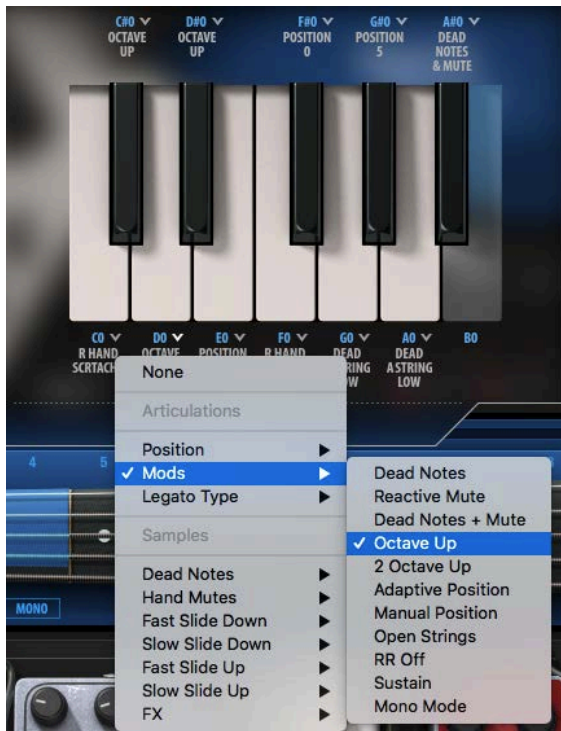 C#0 D#0 F#0 G#0 A#0
OCTAVE UP
OCTAVE UP
POSITION 0
POSITION 5
DEAD NOTES & MUTE
C0 D0 E0 F0 G0 A0 B0
R HAND SCRTACH
OCTAVE
POSITION
R HAND
DEAD
RING
OW
DEAD A STRING LOW
None
Articulations
Position
✓ Mods
Legato Type
Samples
Dead Notes
Hand Mutes
Fast Slide Down
Slow Slide Down
Fast Slide Up
Slow Slide Up
FX
Dead Notes
Reactive Mute
Dead Notes + Mute
✓ Octave Up
2 Octave Up
Adaptive Position
Manual Position
Open Strings
RR Off
Sustain
Mono Mode
4 5
MONO